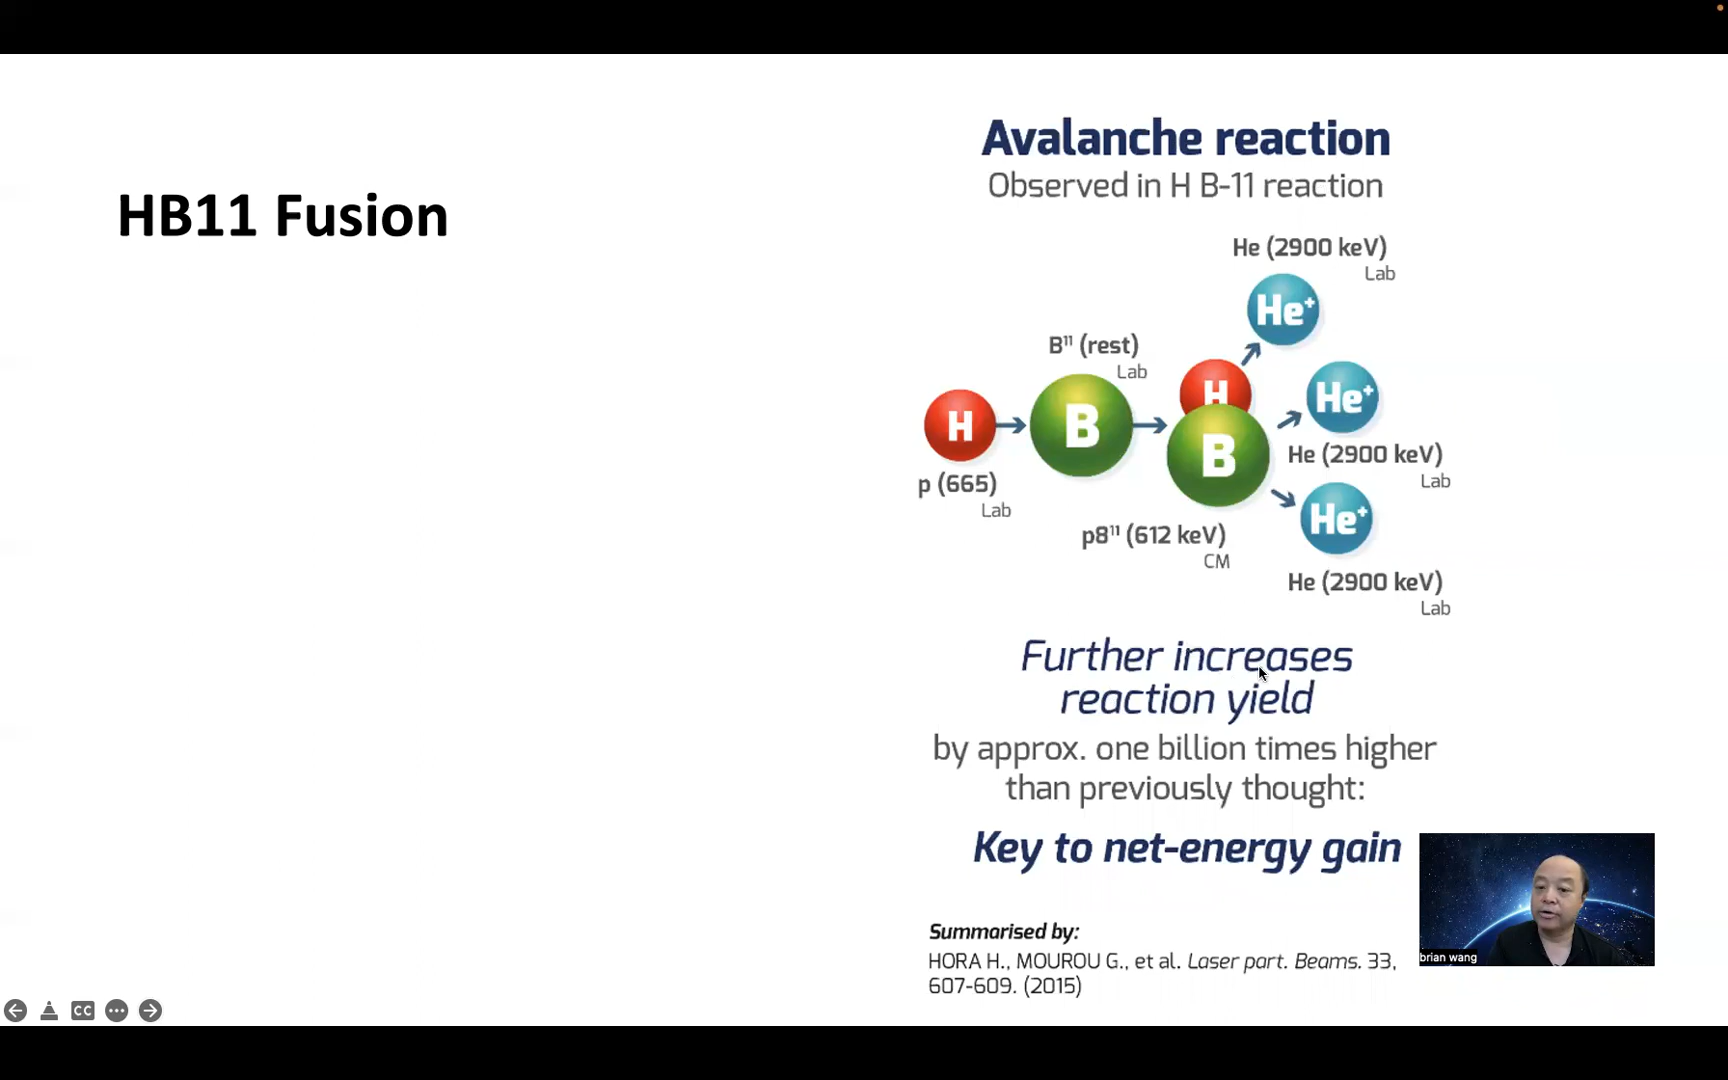 HB11 Fusion
Avalanche reaction
Observed in H B-11 reaction
He (2900 keV)
Lab
He⁺
B¹¹ (rest)
Lab
H
B
H
B
He⁺
He (2900 keV)
Lab
p (665)
Lab
He⁺
p8¹¹ (612 keV)
CM
He (2900 keV)
Lab
Further increases
reaction yield
by approx. one billion times higher
than previously thought:
Key to net-energy gain
Summarised by:
HORA H., MOUROU G., et al. Laser part. Beams. 33,
607-609. (2015)
brian wang
CC